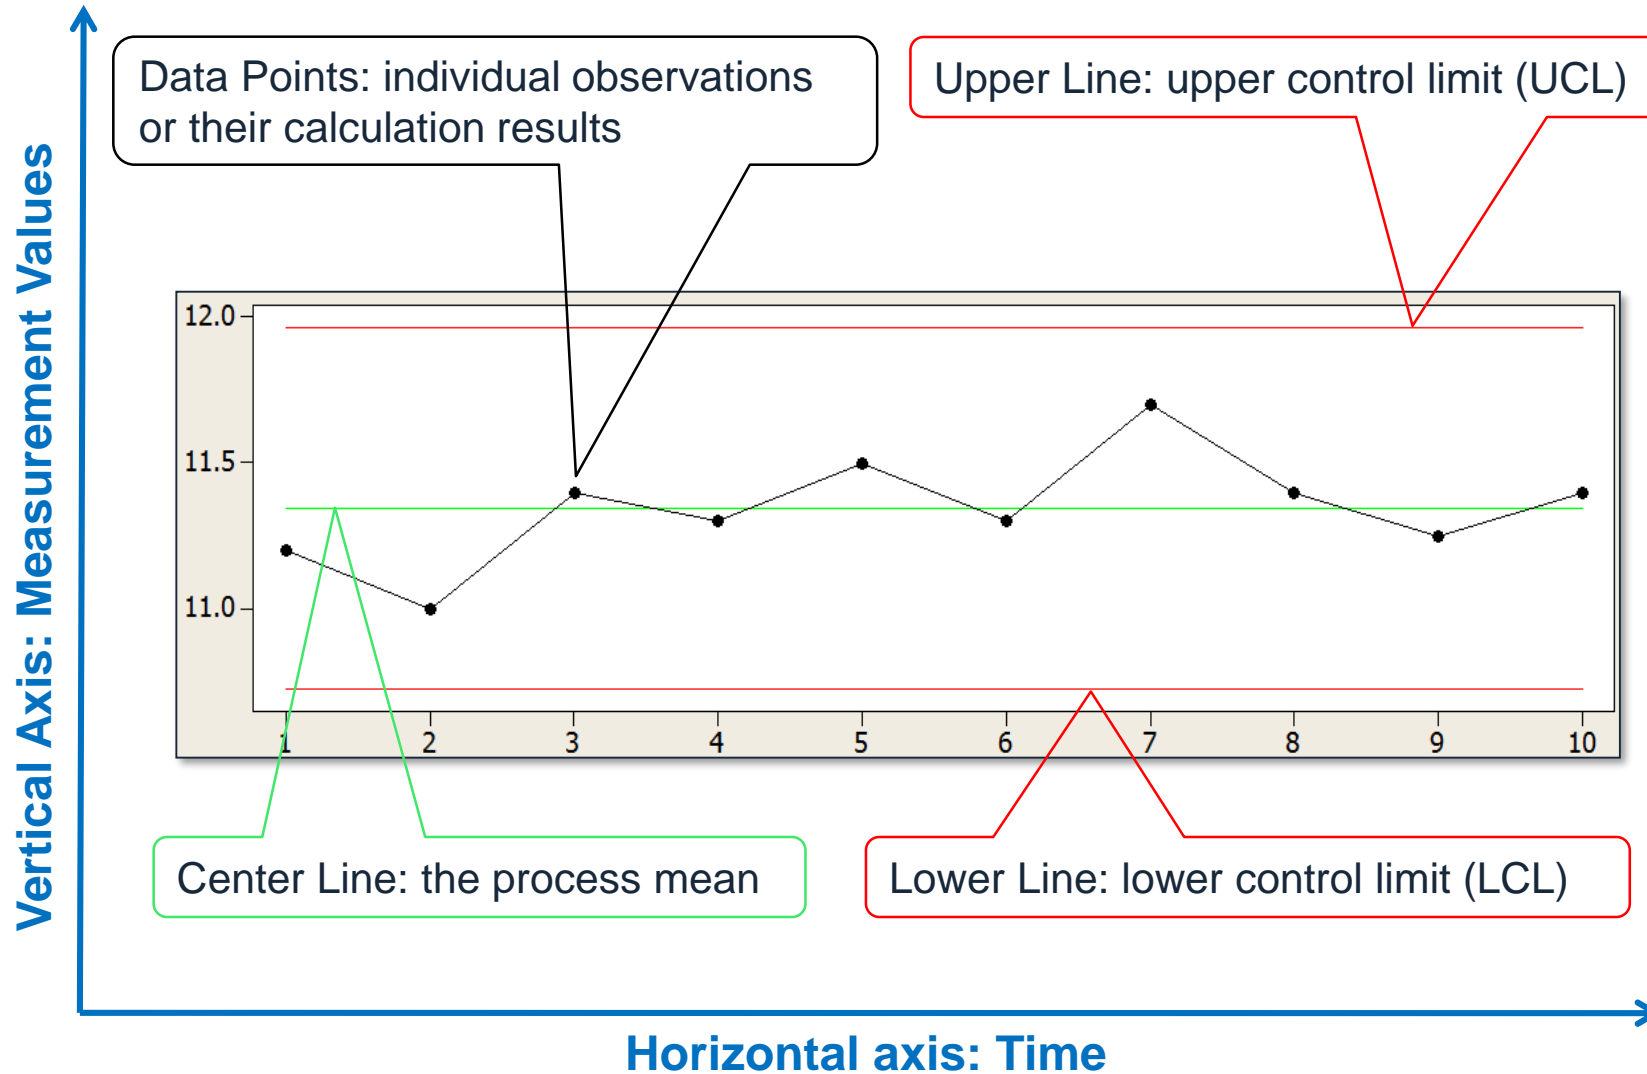 Data Points: individual observations
or their calculation results
Upper Line: upper control limit (UCL)
Vertical Axis: Measurement Values
12.0
11.5
11.0
1 2 3 4 5 6 7 8 9 10
Center Line: the process mean
Lower Line: lower control limit (LCL)
Horizontal axis: Time